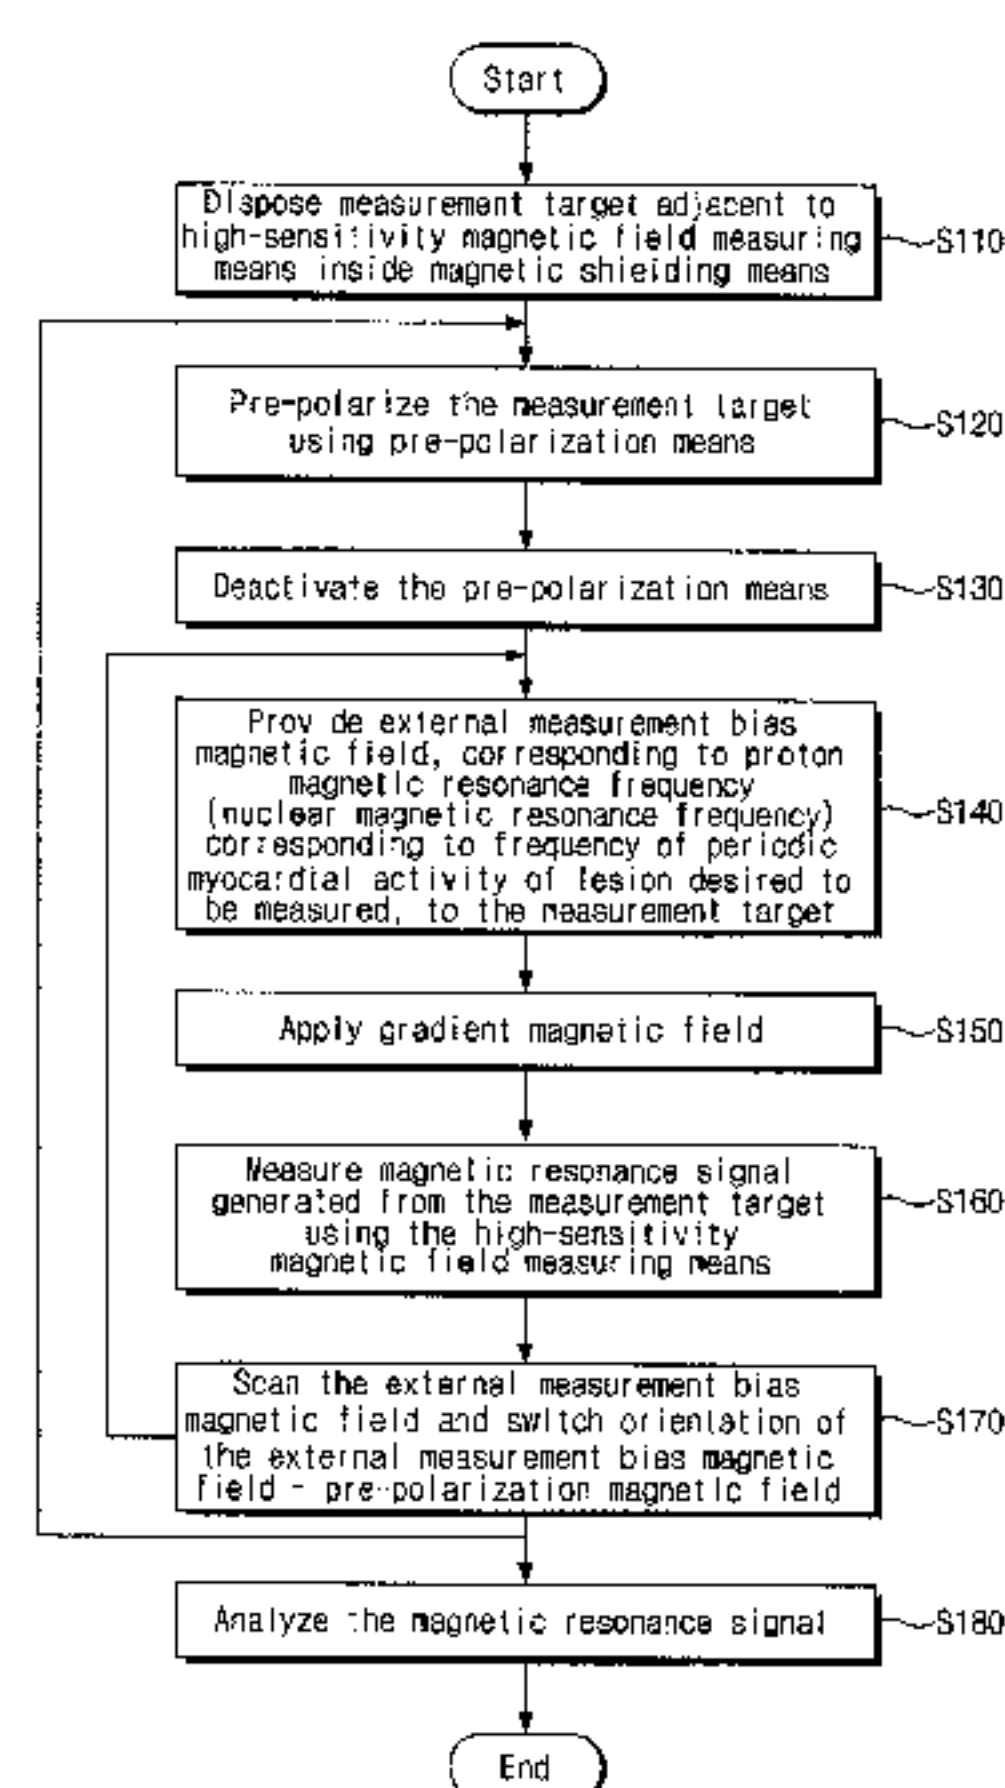 Start
Dispose measurement target adjacent to
high-sensitivity magnetic field measuring
means inside magnetic shielding means
S110
Pre-polarize the measurement target
using pre-polarization means
S120
Deactivate the pre-polarization means
S130
Provide external measurement bias
magnetic field, corresponding to proton
magnetic resonance frequency
(nuclear magnetic resonance frequency)
corresponding to frequency of periodic
myocardial activity of lesion desired to
be measured, to the measurement target
S140
Apply gradient magnetic field
S150
Measure magnetic resonance signal
generated from the measurement target
using the high-sensitivity
magnetic field measuring means
S160
Scan the external measurement bias
magnetic field and switch orientation of
the external measurement bias magnetic
field - pre-polarization magnetic field
S170
Analyze the magnetic resonance signal
S180
End